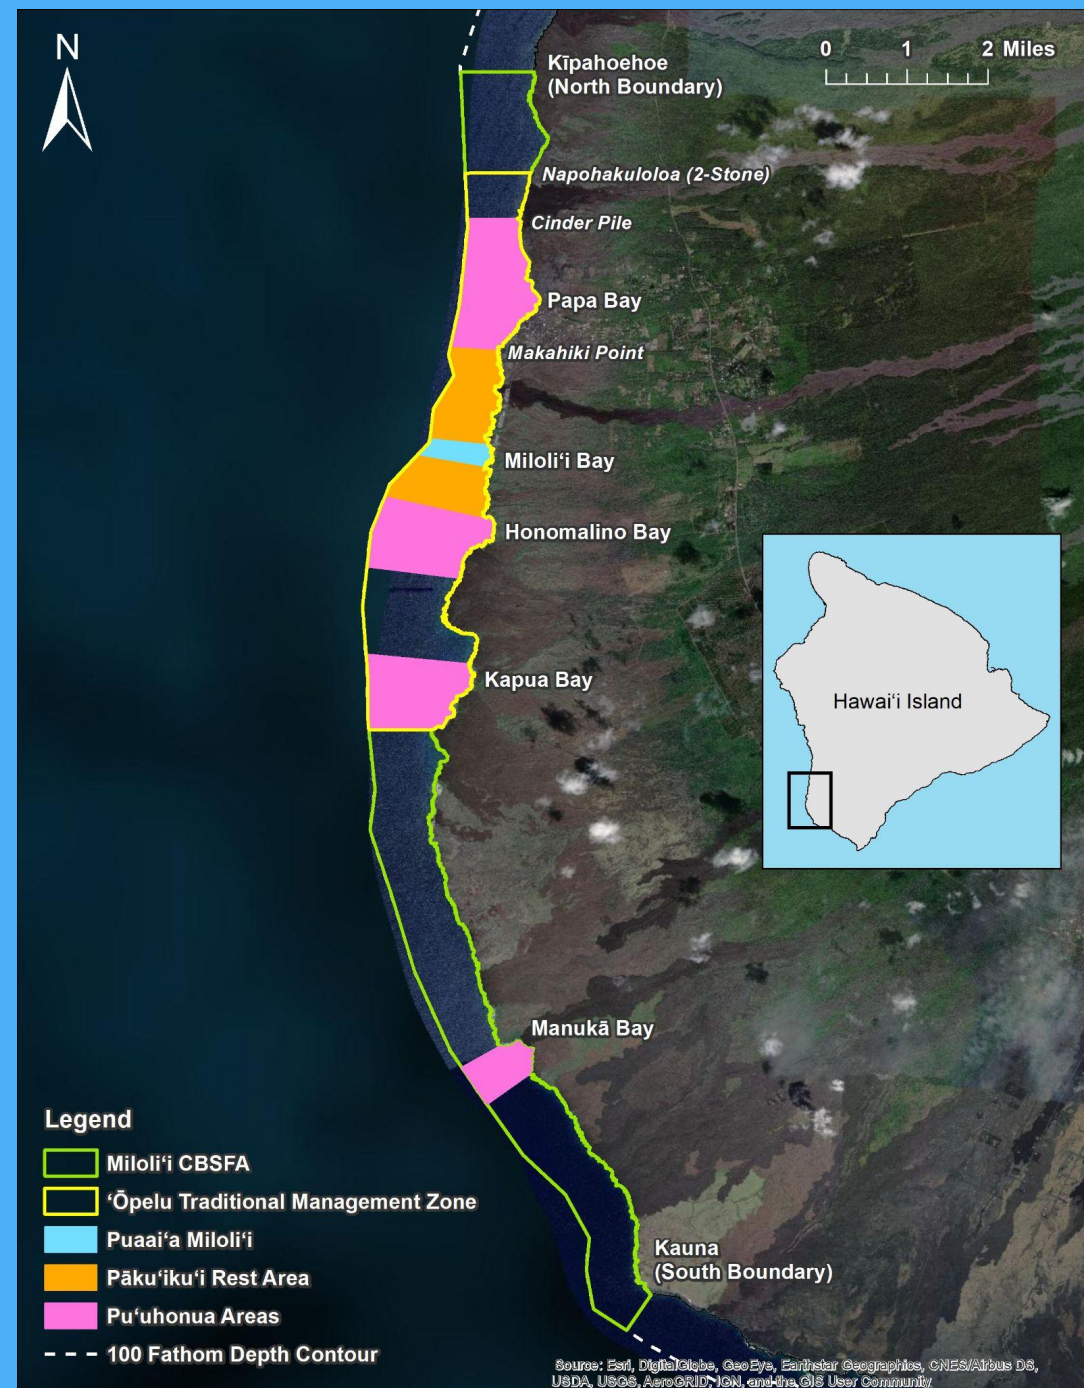 N
0 1 2 Miles
Kīpahoehoe
(North Boundary)
Napohakuloloa (2-Stone)
Cinder Pile
Papa Bay
Makahiki Point
Miloliʻi Bay
Honomalino Bay
Kapua Bay
Hawaiʻi Island
Manukā Bay
Kauna
(South Boundary)
Legend
Miloliʻi CBSFA
ʻŌpelu Traditional Management Zone
Puaaiʻa Miloliʻi
Pākuʻikuʻi Rest Area
Puʻuhonua Areas
100 Fathom Depth Contour
Source: Esri, DigitalGlobe, GeoEye, Earthstar Geographics, CNES/Airbus DS,
USDA, USGS, AeroGRID, IGN, and the GIS User Community